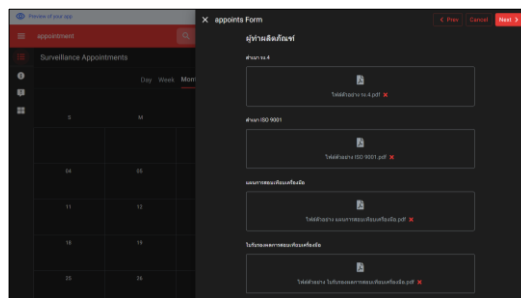 Preview of your app
appointment
Surveillance Appointments
Day Week Mon
S M
04 05
11 12
18 19
25 26
appoints Form
< Prev Cancel Next >
ผู้ทำผลิตภัณฑ์
สำเนา รง.4
ไฟล์ตัวอย่าง รง.4.pdf
สำเนา ISO 9001
ไฟล์ตัวอย่าง ISO 9001.pdf
แผนการสอบเทียบเครื่องมือ
ไฟล์ตัวอย่าง แผนการสอบเทียบเครื่องมือ.pdf
ใบรับรองผลการสอบเทียบเครื่องมือ
ไฟล์ตัวอย่าง ใบรับรองผลการสอบเทียบเครื่องมือ.pdf